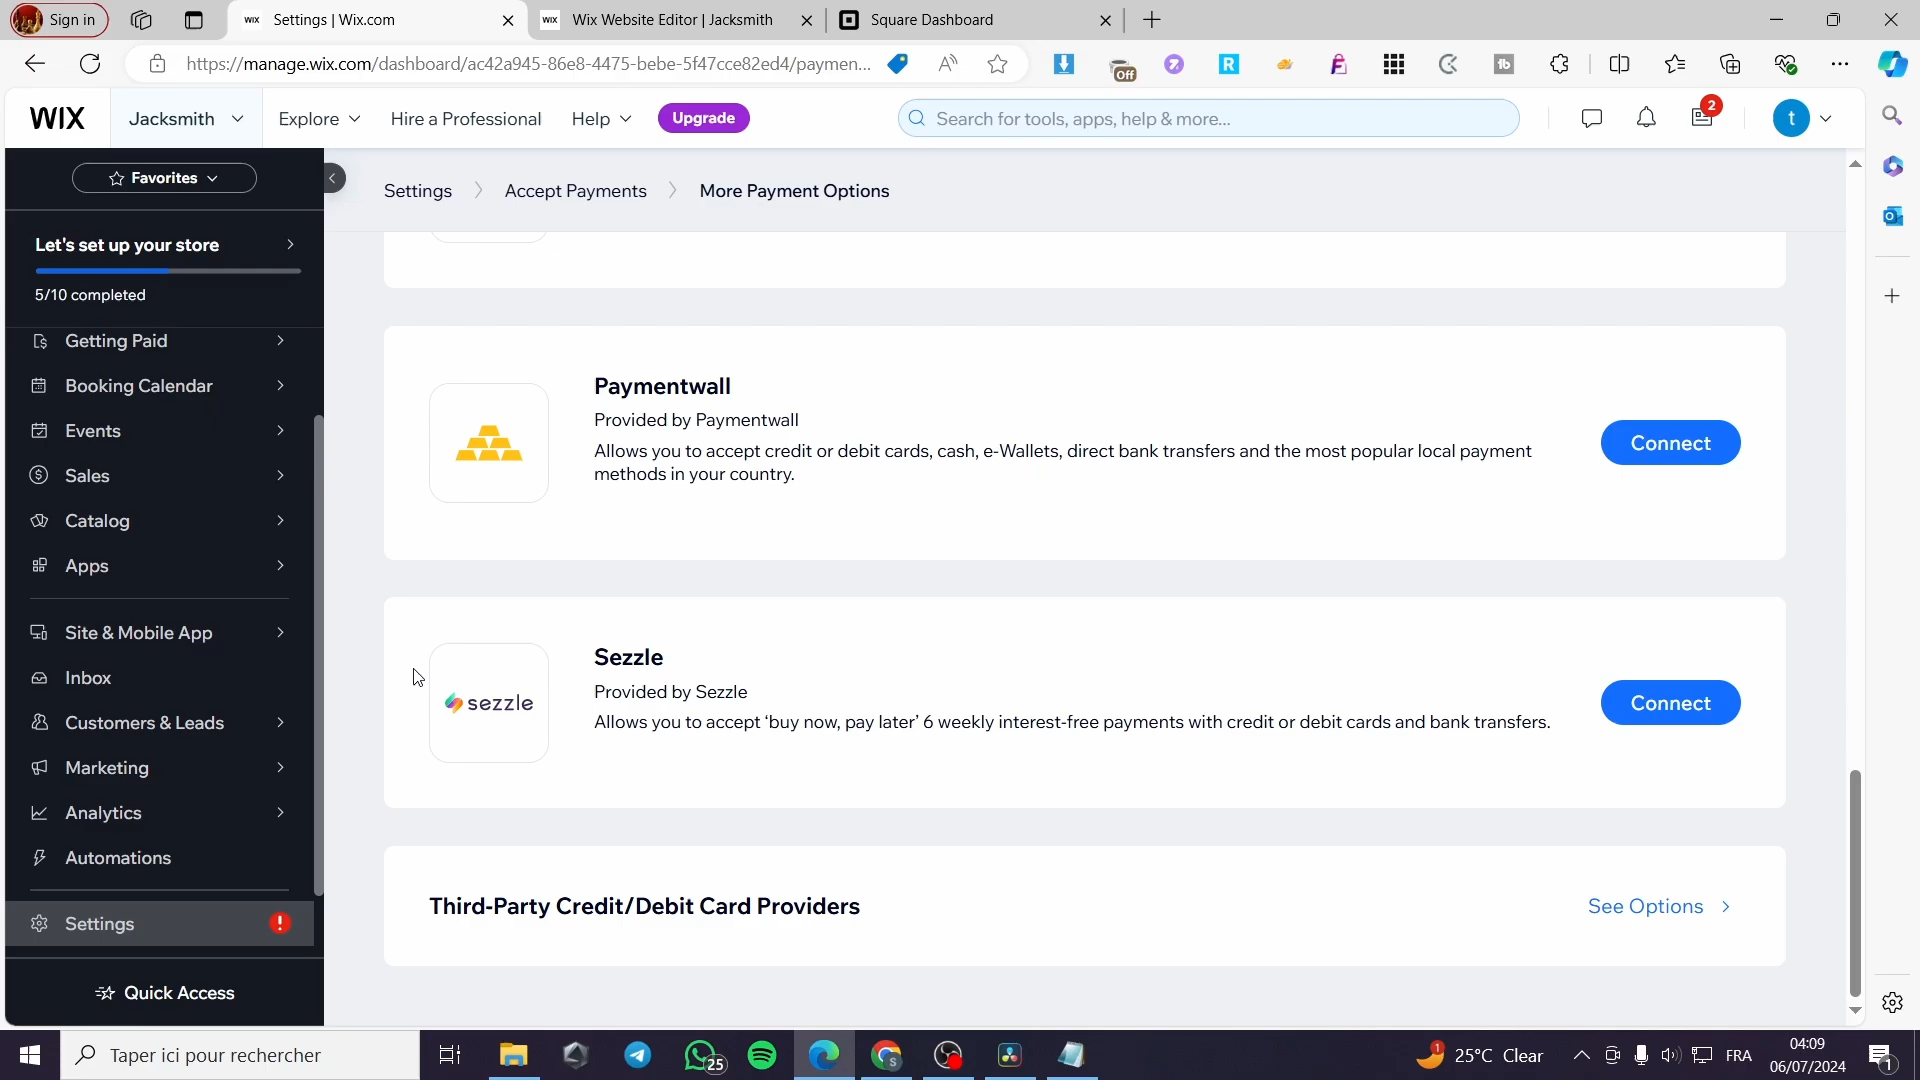 Sign in
WIX
Settings | Wix.com
WIX
Wix Website Editor | Jacksmith
Square Dashboard
https://manage.wix.com/dashboard/ac42a945-86e8-4475-bebe-5f47cce82ed4/paymen...
Off
R
tb
WIX
Jacksmith
Explore
Hire a Professional
Help
Upgrade
Search for tools, apps, help & more...
2
t
Favorites
Let's set up your store
5/10 completed
Getting Paid
Booking Calendar
Events
Sales
Catalog
Apps
Site & Mobile App
Inbox
Customers & Leads
Marketing
Analytics
Automations
Settings
Quick Access
Settings
Accept Payments
More Payment Options
Paymentwall
Provided by Paymentwall
Allows you to accept credit or debit cards, cash, e-Wallets, direct bank transfers and the most popular local payment
methods in your country.
Connect
sezzle
Sezzle
Provided by Sezzle
Allows you to accept ‘buy now, pay later’ 6 weekly interest-free payments with credit or debit cards and bank transfers.
Connect
Third-Party Credit/Debit Card Providers
See Options
Taper ici pour rechercher
25
S
1
25°C Clear
FRA
04:09
06/07/2024
1